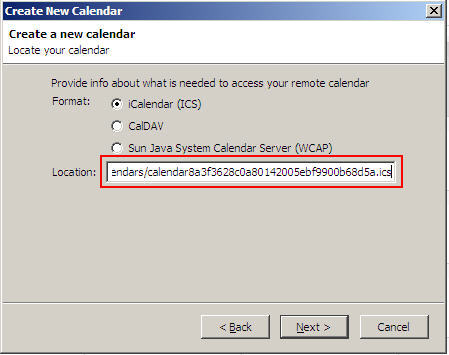 Create New Calendar
Create a new calendar
Locate your calendar
Provide info about what is needed to access your remote calendar
Format: iCalendar (ICS)
CalDAV
Sun Java System Calendar Server (WCAP)
Location: endars/calendar8a3f3628c0a80142005ebf9900b68d5a.ics
< Back Next > Cancel